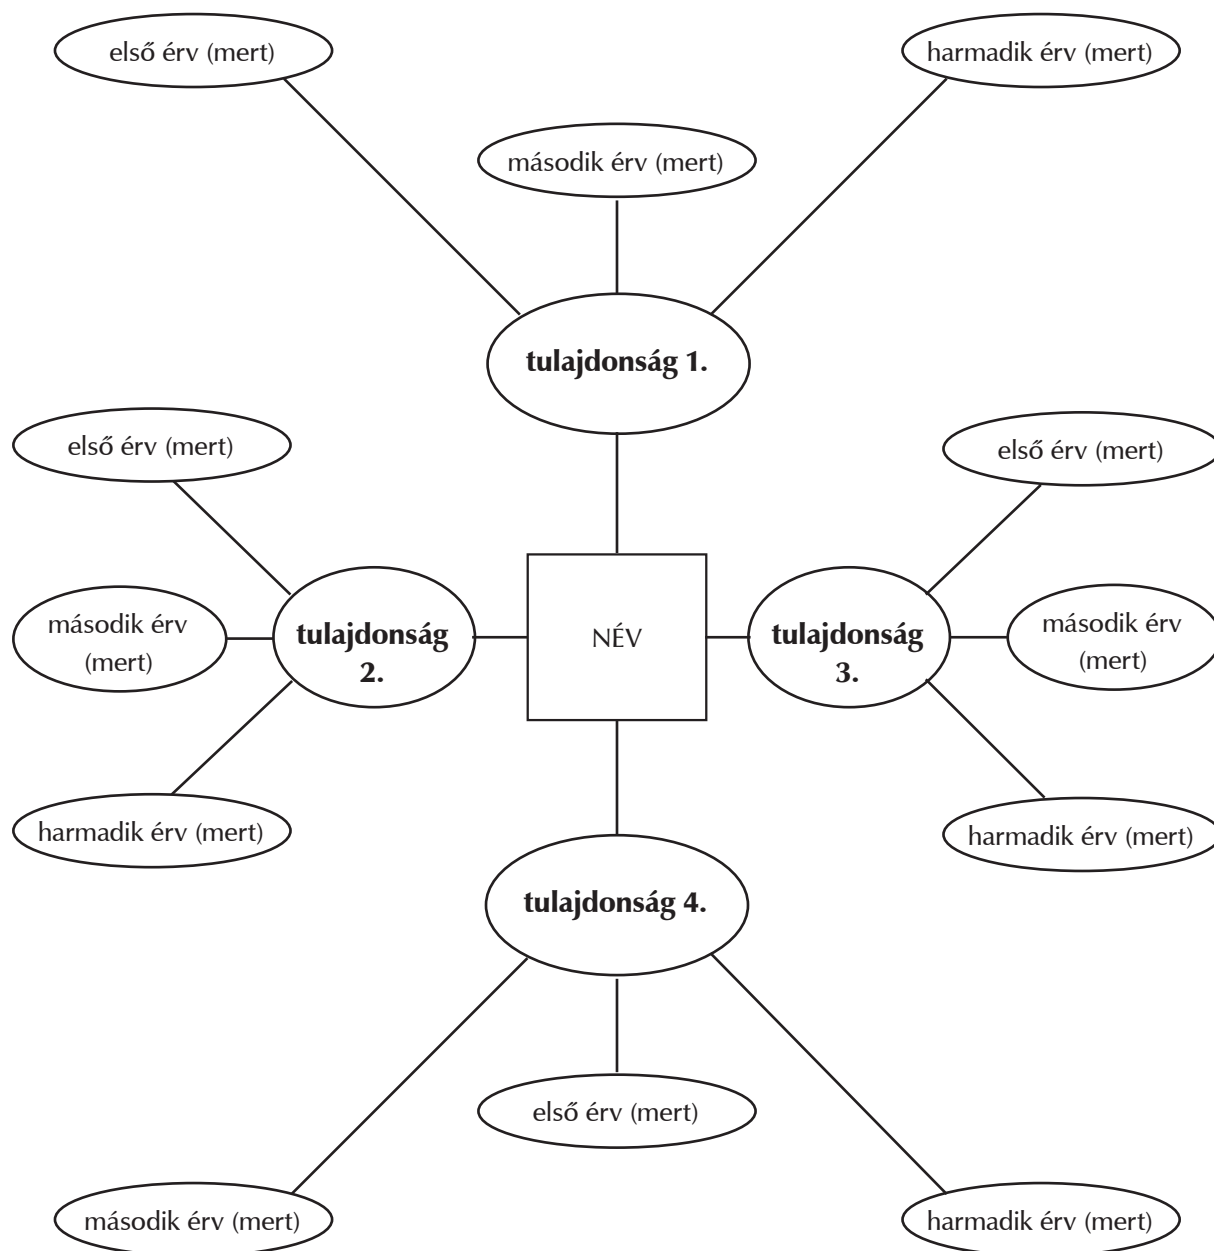 első érv (mert)
harmadik érv (mert)
második érv (mert)
tulajdonság 1.
első érv (mert)
első érv (mert)
második érv
(mert)
tulajdonság
2.
NÉV
tulajdonság
3.
második érv
(mert)
harmadik érv (mert)
harmadik érv (mert)
tulajdonság 4.
első érv (mert)
második érv (mert)
harmadik érv (mert)